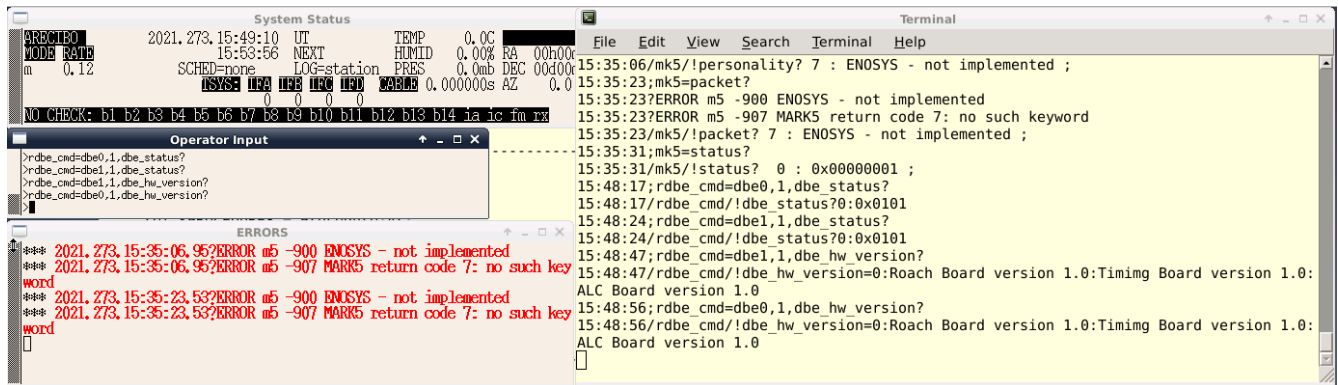 System Status
ARECIBO 2021.273.15:49:10 UT TEMP 0.0C
MODE RATE 15:53:56 NEXT HUMID 0.00% RA 00h00
m 0.12 SCHED=none LOG=station PRES 0.0mb DEC 00d00
TSYS: IFA IFB IFC IFD CABLE 0.000000s AZ 0.0
0 0 0 0
NO CHECK: b1 b2 b3 b4 b5 b6 b7 b8 b9 b10 b11 b12 b13 b14 ia ic fm rx
Operator Input
>rdbe_cmd=dbe0,1,dbe_status?
>rdbe_cmd=dbe1,1,dbe_status?
>rdbe_cmd=dbe1,1,dbe_hw_version?
>rdbe_cmd=dbe0,1,dbe_hw_version?
>
ERRORS
*** 2021.273.15:35:06.95?ERROR m5 -900 ENOSYS - not implemented
*** 2021.273.15:35:06.95?ERROR m5 -907 MARK5 return code 7: no such key
word
*** 2021.273.15:35:23.53?ERROR m5 -900 ENOSYS - not implemented
*** 2021.273.15:35:23.53?ERROR m5 -907 MARK5 return code 7: no such key
word
Terminal
File Edit View Search Terminal Help
15:35:06/mk5/!personality? 7 : ENOSYS - not implemented ;
15:35:23;mk5=packet?
15:35:23?ERROR m5 -900 ENOSYS - not implemented
15:35:23?ERROR m5 -907 MARK5 return code 7: no such keyword
15:35:23/mk5/!packet? 7 : ENOSYS - not implemented ;
15:35:31;mk5=status?
15:35:31/mk5/!status? 0 : 0x00000001 ;
15:48:17;rdbe_cmd=dbe0,1,dbe_status?
15:48:17/rdbe_cmd/!dbe_status?0:0x0101
15:48:24;rdbe_cmd=dbe1,1,dbe_status?
15:48:24/rdbe_cmd/!dbe_status?0:0x0101
15:48:47;rdbe_cmd=dbe1,1,dbe_hw_version?
15:48:47/rdbe_cmd/!dbe_hw_version=0:Roach Board version 1.0:Timimg Board version 1.0:
ALC Board version 1.0
15:48:56;rdbe_cmd=dbe0,1,dbe_hw_version?
15:48:56/rdbe_cmd/!dbe_hw_version=0:Roach Board version 1.0:Timimg Board version 1.0:
ALC Board version 1.0